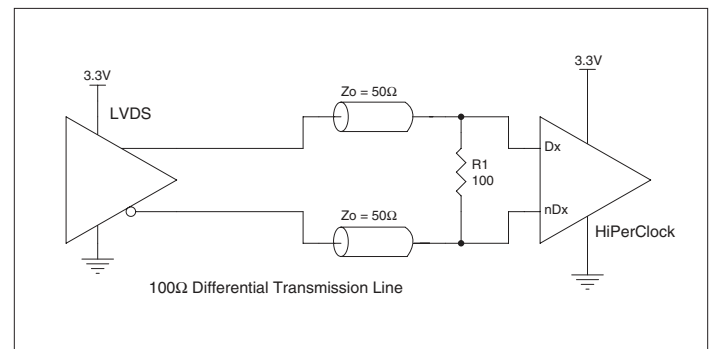 3.3V
LVDS
Zo = 50Ω
3.3V
Dx
R1
100
nDx
Zo = 50Ω
HiPerClock
100Ω Differential Transmission Line